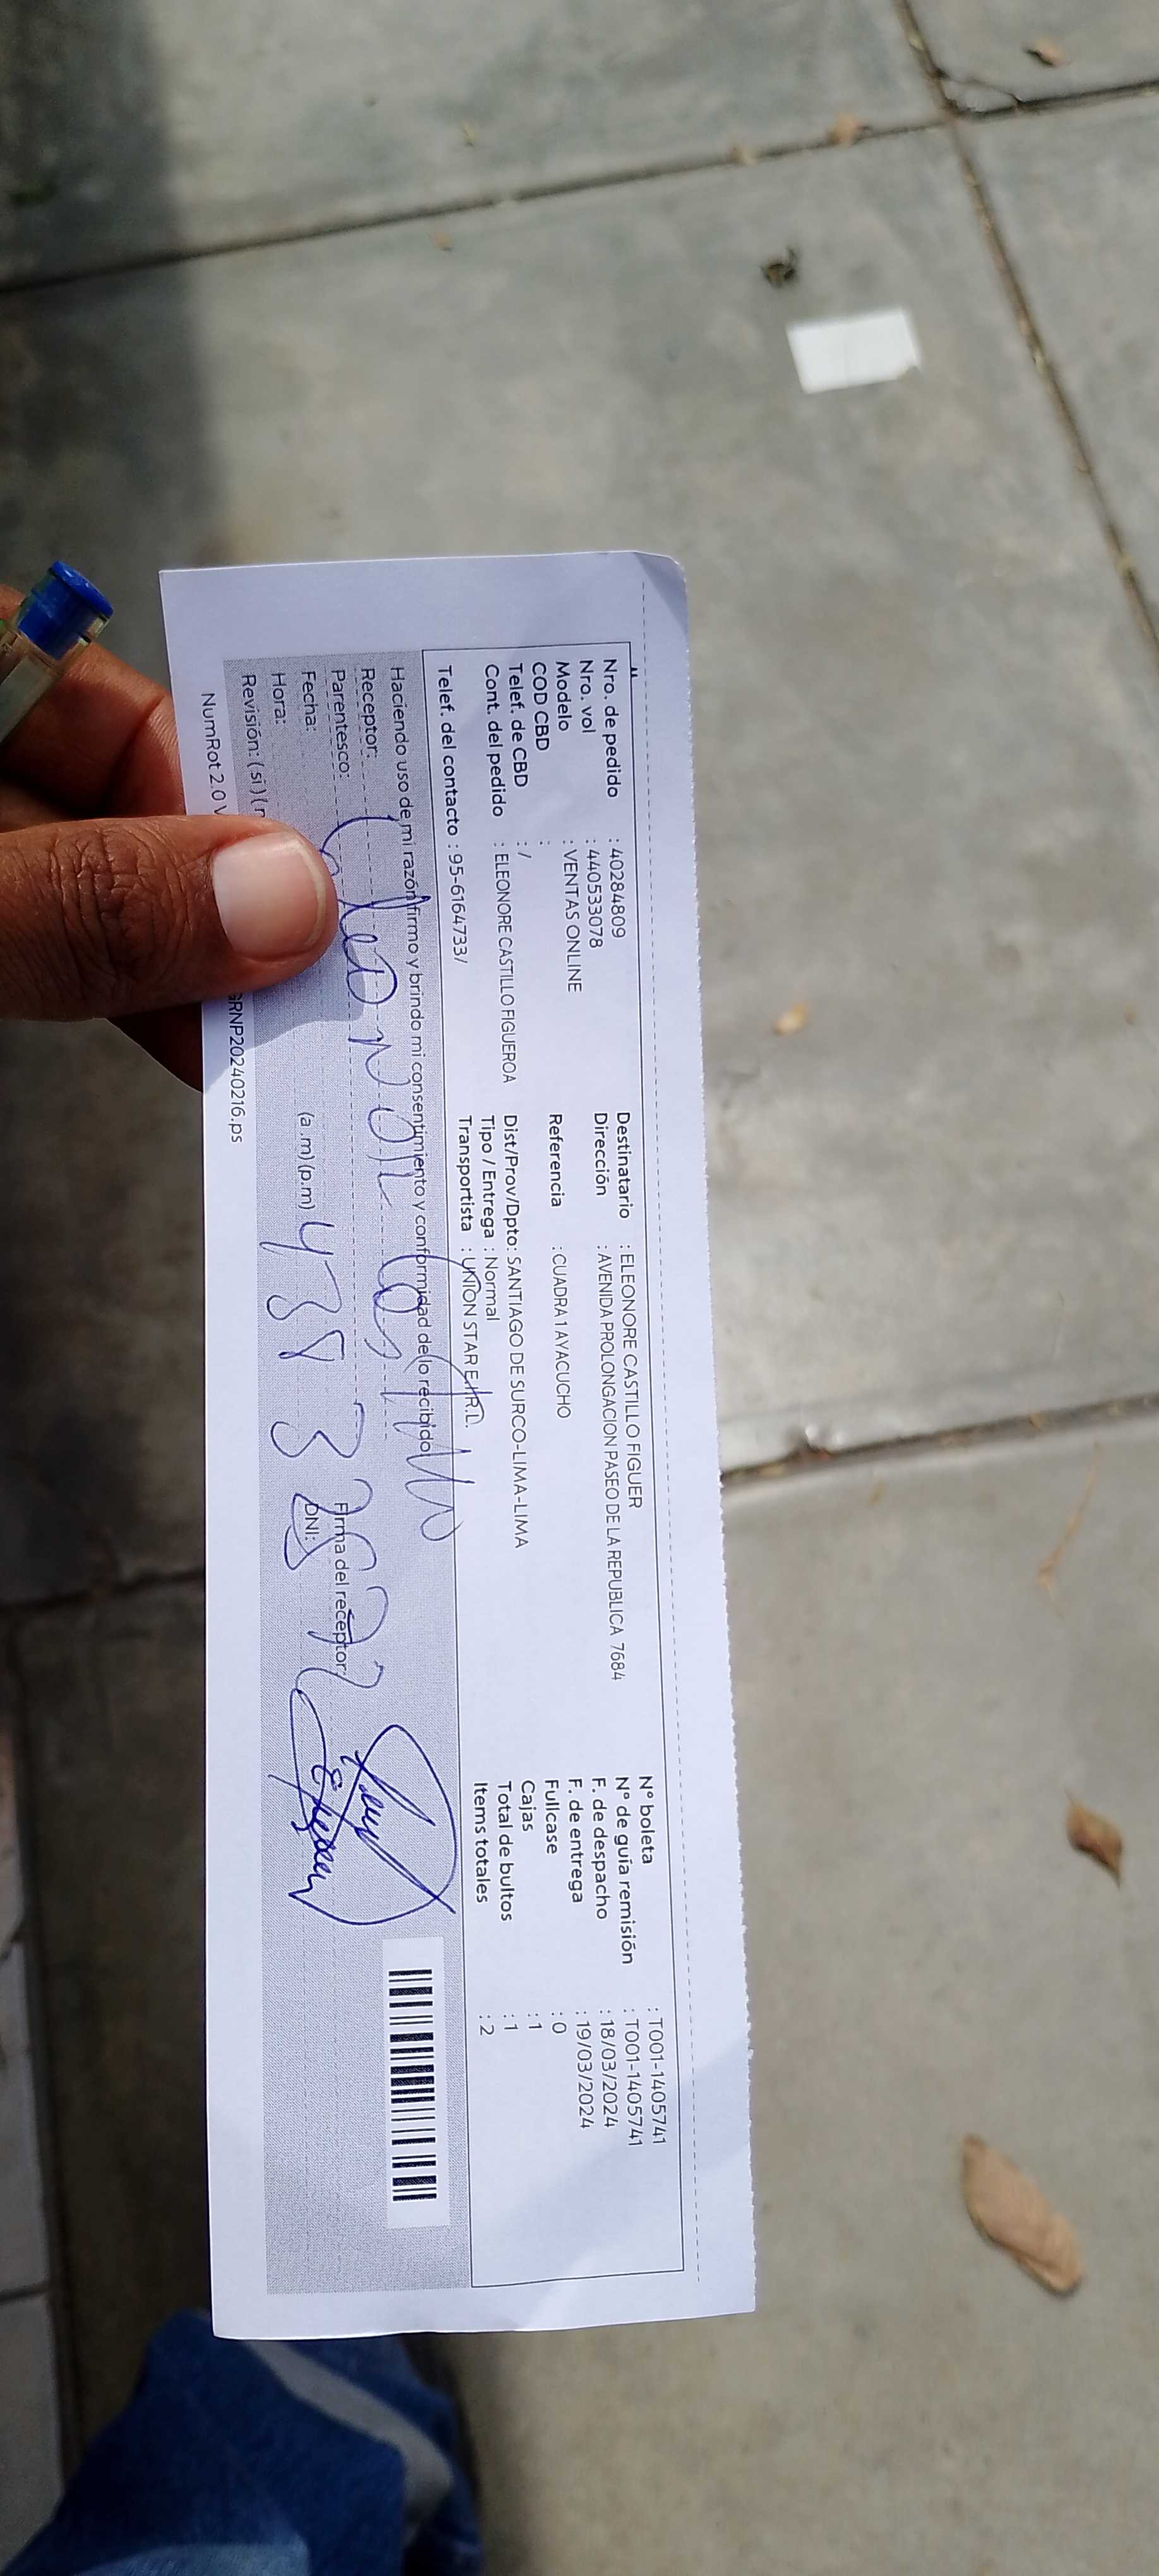 Nro. de pedido : 40284809
Nro. vol : 440533078
Modelo : VENTAS ONLINE
COD CBD :
Telef. de CBD : /
Cont. del pedido : ELEONORE CASTILLO FIGUEROA
Telef. del contacto : 95-6164733/
Destinatario : ELEONORE CASTILLO FIGUER
Dirección : AVENIDA PROLONGACION PASEO DE LA REPUBLICA 7684
Referencia : CUADRA 1 AYACUCHO
Dist/Prov/Dpto: SANTIAGO DE SURCO-LIMA-LIMA
Tipo / Entrega : Normal
Transportista : UNION STAR E.I.R.L.
N° boleta : T001-1405741
N° de guía remisión : T001-1405741
F. de despacho : 18/03/2024
F. de entrega : 19/03/2024
Fullcase : 0
Cajas : 1
Total de bultos : 1
Items totales : 2
Haciendo uso de mi razón firmo y brindo mi consentimiento y conformidad de lo recibido
Receptor:
Parentesco:
Fecha:
Hora: (a .m) (p.m)
Revisión: ( si ) (
Firma del receptor:
DNI:
NumRot 2.0 RNP20240216.ps